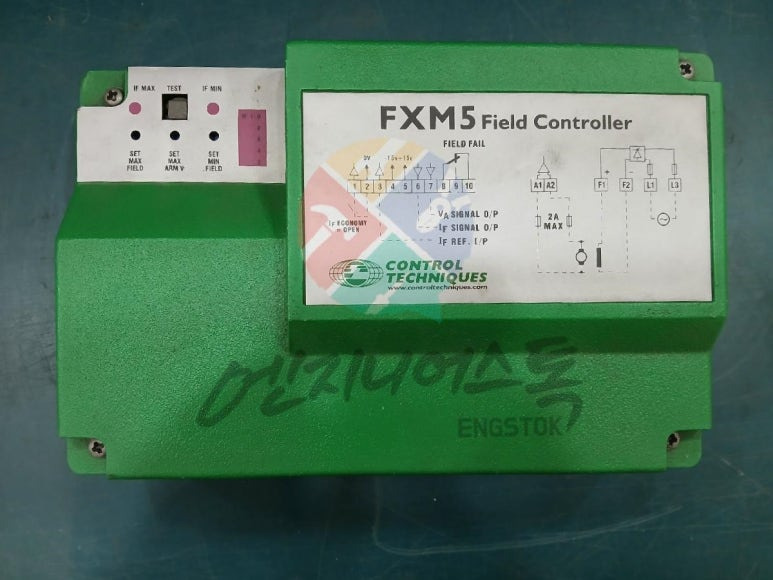 IF MAX TEST IF MIN
SET MAX FIELD
SET MAX ARM V
SET MIN FIELD
FXM5 Field Controller
FIELD FAIL
0V -15v +15v
1 2 3 4 5 6 7 8 9 10
IF ECONOMY = OPEN
VA SIGNAL O/P
IF SIGNAL O/P
IF REF. I/P
A1 A2
2A MAX
+ -
F1 F2 L1 L3
CONTROL TECHNIQUES
www.controltechniques.com
엔지니어스톡
ENGSTOK